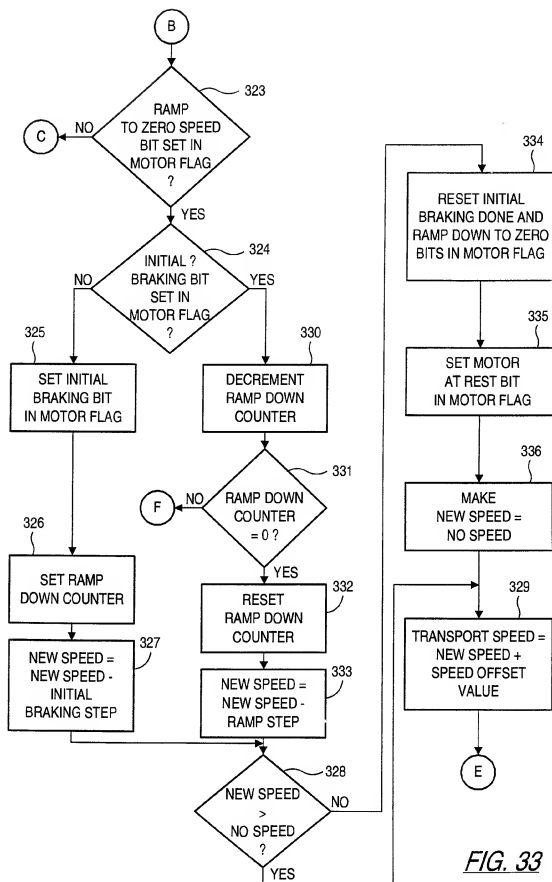 B
323
RAMP
TO ZERO SPEED
BIT SET IN
MOTOR FLAG
?
NO
C
YES
324
INITIAL ?
BRAKING BIT
SET IN
MOTOR FLAG
?
NO
YES
325
SET INITIAL
BRAKING BIT
IN MOTOR FLAG
326
SET RAMP
DOWN COUNTER
327
NEW SPEED =
NEW SPEED -
INITIAL
BRAKING STEP
330
DECREMENT
RAMP DOWN
COUNTER
331
RAMP DOWN
COUNTER
= 0 ?
NO
F
YES
332
RESET
RAMP DOWN
COUNTER
333
NEW SPEED =
NEW SPEED -
RAMP STEP
328
NEW SPEED
>
NO SPEED
?
NO
YES
334
RESET INITIAL
BRAKING DONE AND
RAMP DOWN TO ZERO
BITS IN MOTOR FLAG
335
SET MOTOR
AT REST BIT
IN MOTOR FLAG
336
MAKE
NEW SPEED =
NO SPEED
329
TRANSPORT SPEED =
NEW SPEED +
SPEED OFFSET
VALUE
E
FIG. 33